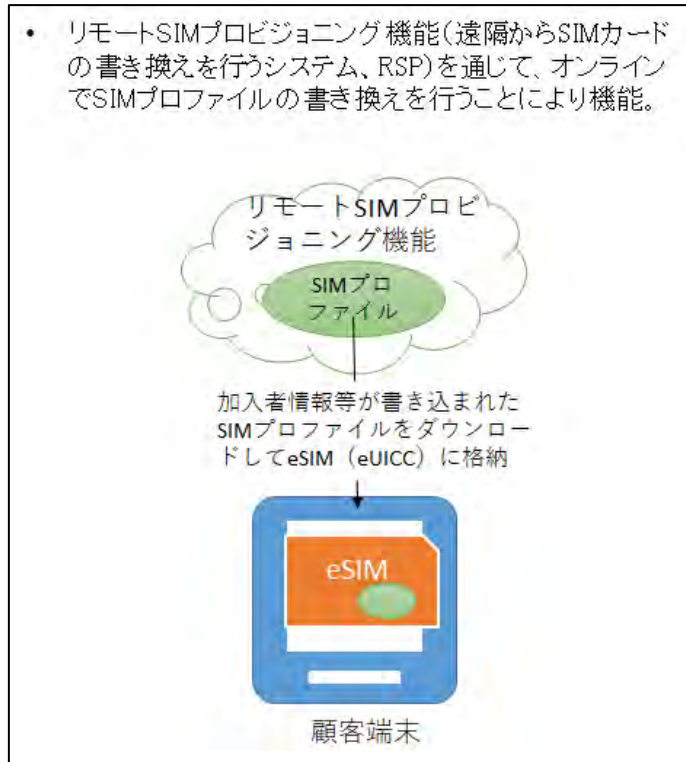 • リモートSIMプロビジョニング機能(遠隔からSIMカード
の書き換えを行うシステム、RSP)を通じて、オンライン
でSIMプロファイルの書き換えを行うことにより機能。
リモートSIMプロビ
ジョニング機能
SIMプロ
ファイル
加入者情報等が書き込まれた
SIMプロファイルをダウンロー
ドしてeSIM（eUICC）に格納
eSIM
顧客端末